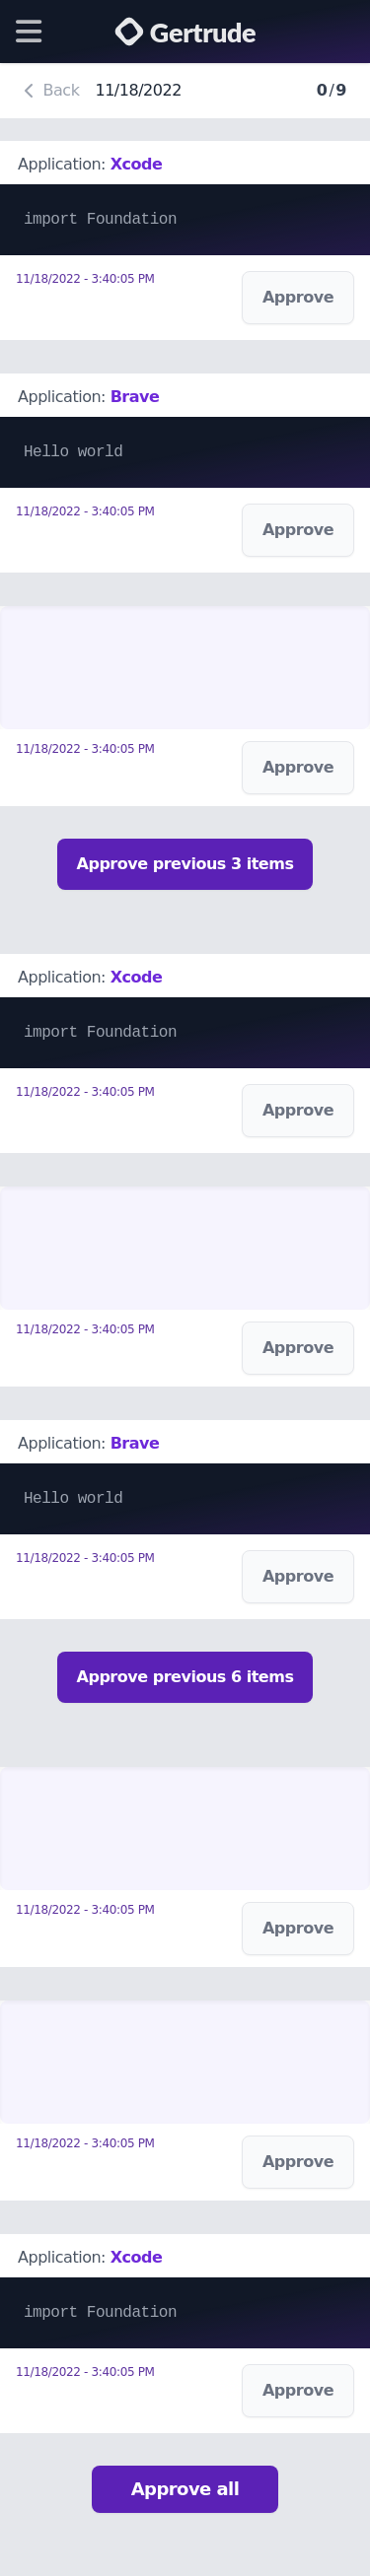 Gertrude
Back 11/18/2022 0/9
Application: Xcode
import Foundation
11/18/2022 - 3:40:05 PM
Approve
Application: Brave
Hello world
11/18/2022 - 3:40:05 PM
Approve
11/18/2022 - 3:40:05 PM
Approve
Approve previous 3 items
Application: Xcode
import Foundation
11/18/2022 - 3:40:05 PM
Approve
11/18/2022 - 3:40:05 PM
Approve
Application: Brave
Hello world
11/18/2022 - 3:40:05 PM
Approve
Approve previous 6 items
11/18/2022 - 3:40:05 PM
Approve
11/18/2022 - 3:40:05 PM
Approve
Application: Xcode
import Foundation
11/18/2022 - 3:40:05 PM
Approve
Approve all